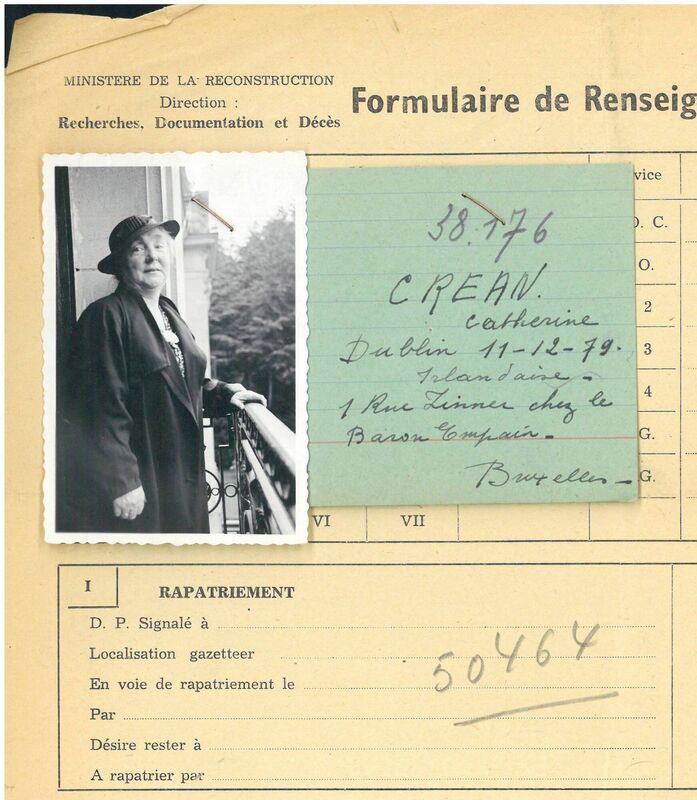 MINISTERE DE LA RECONSTRUCTION
Direction :
Recherches, Documentation et Décès
Formulaire de Renseig
vice
38.176
CREAN.
Catherine
Dublin 11-12-79.
Irlandaise -
1 Rue Zinner chez le
Baron Empain -
Bruxelles -
. C.
O.
2
3
4
G.
G.
VI VII
I RAPATRIEMENT
D. P. Signalé à
Localisation gazetteer
En voie de rapatriement le
50464
Par
Désire rester à
A rapatrier par